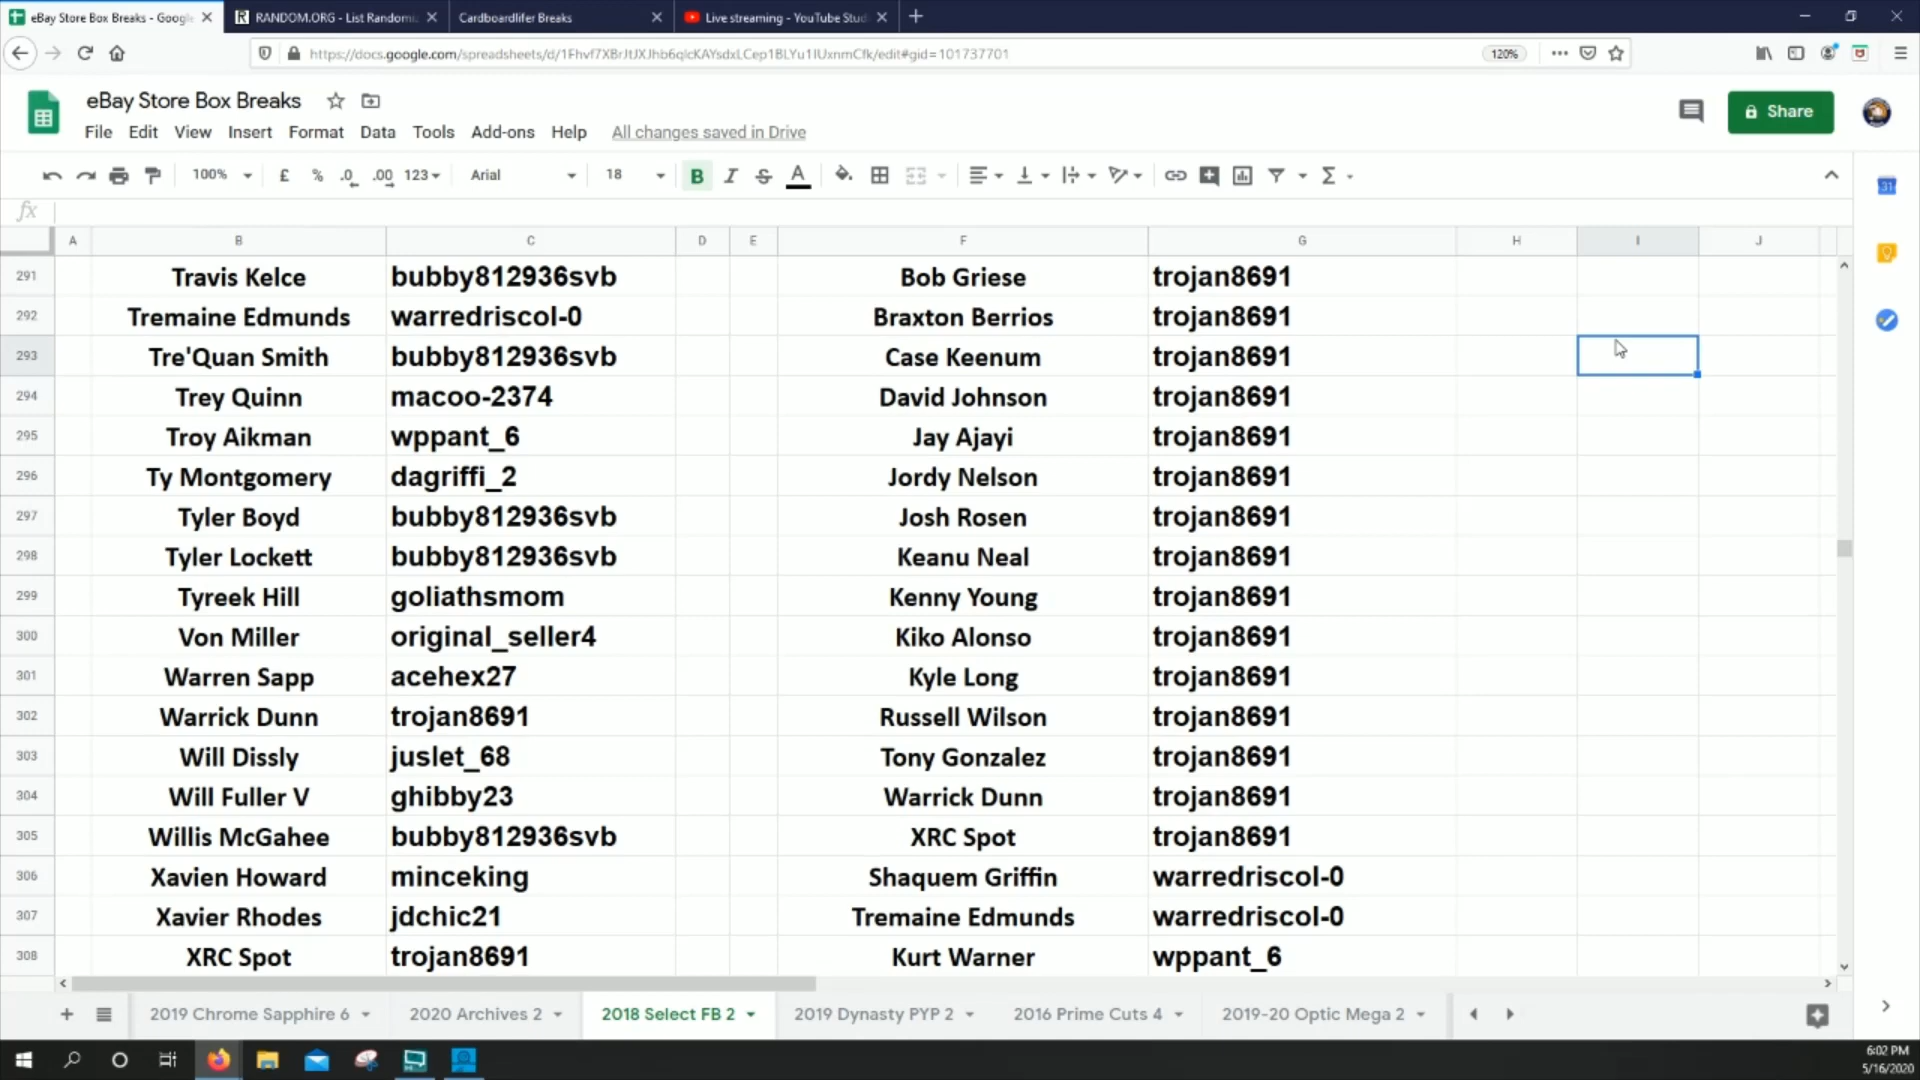 eBay Store Box Breaks - Google
RANDOM.ORG - List Randomi
Cardboardlifer Breaks
Live streaming - YouTube Stud
120%
eBay Store Box Breaks
File Edit View Insert Format Data Tools Add-ons Help All changes saved in Drive
Share
100% £ % .0 .00 123 Arial 18 B I S A Σ
31
fx
A B C D E F G H I J
291 Travis Kelce bubby812936svb Bob Griese trojan8691
292 Tremaine Edmunds warredriscol-0 Braxton Berrios trojan8691
293 Tre'Quan Smith bubby812936svb Case Keenum trojan8691
294 Trey Quinn macoo-2374 David Johnson trojan8691
295 Troy Aikman wppant_6 Jay Ajayi trojan8691
296 Ty Montgomery dagriffi_2 Jordy Nelson trojan8691
297 Tyler Boyd bubby812936svb Josh Rosen trojan8691
298 Tyler Lockett bubby812936svb Keanu Neal trojan8691
299 Tyreek Hill goliathsmom Kenny Young trojan8691
300 Von Miller original_seller4 Kiko Alonso trojan8691
301 Warren Sapp acehex27 Kyle Long trojan8691
302 Warrick Dunn trojan8691 Russell Wilson trojan8691
303 Will Dissly juslet_68 Tony Gonzalez trojan8691
304 Will Fuller V ghibby23 Warrick Dunn trojan8691
305 Willis McGahee bubby812936svb XRC Spot trojan8691
306 Xavien Howard minceking Shaquem Griffin warredriscol-0
307 Xavier Rhodes jdchic21 Tremaine Edmunds warredriscol-0
308 XRC Spot trojan8691 Kurt Warner wppant_6
2019 Chrome Sapphire 6 2020 Archives 2 2018 Select FB 2 2019 Dynasty PYP 2 2016 Prime Cuts 4 2019-20 Optic Mega 2
6:02 PM
5/16/2020